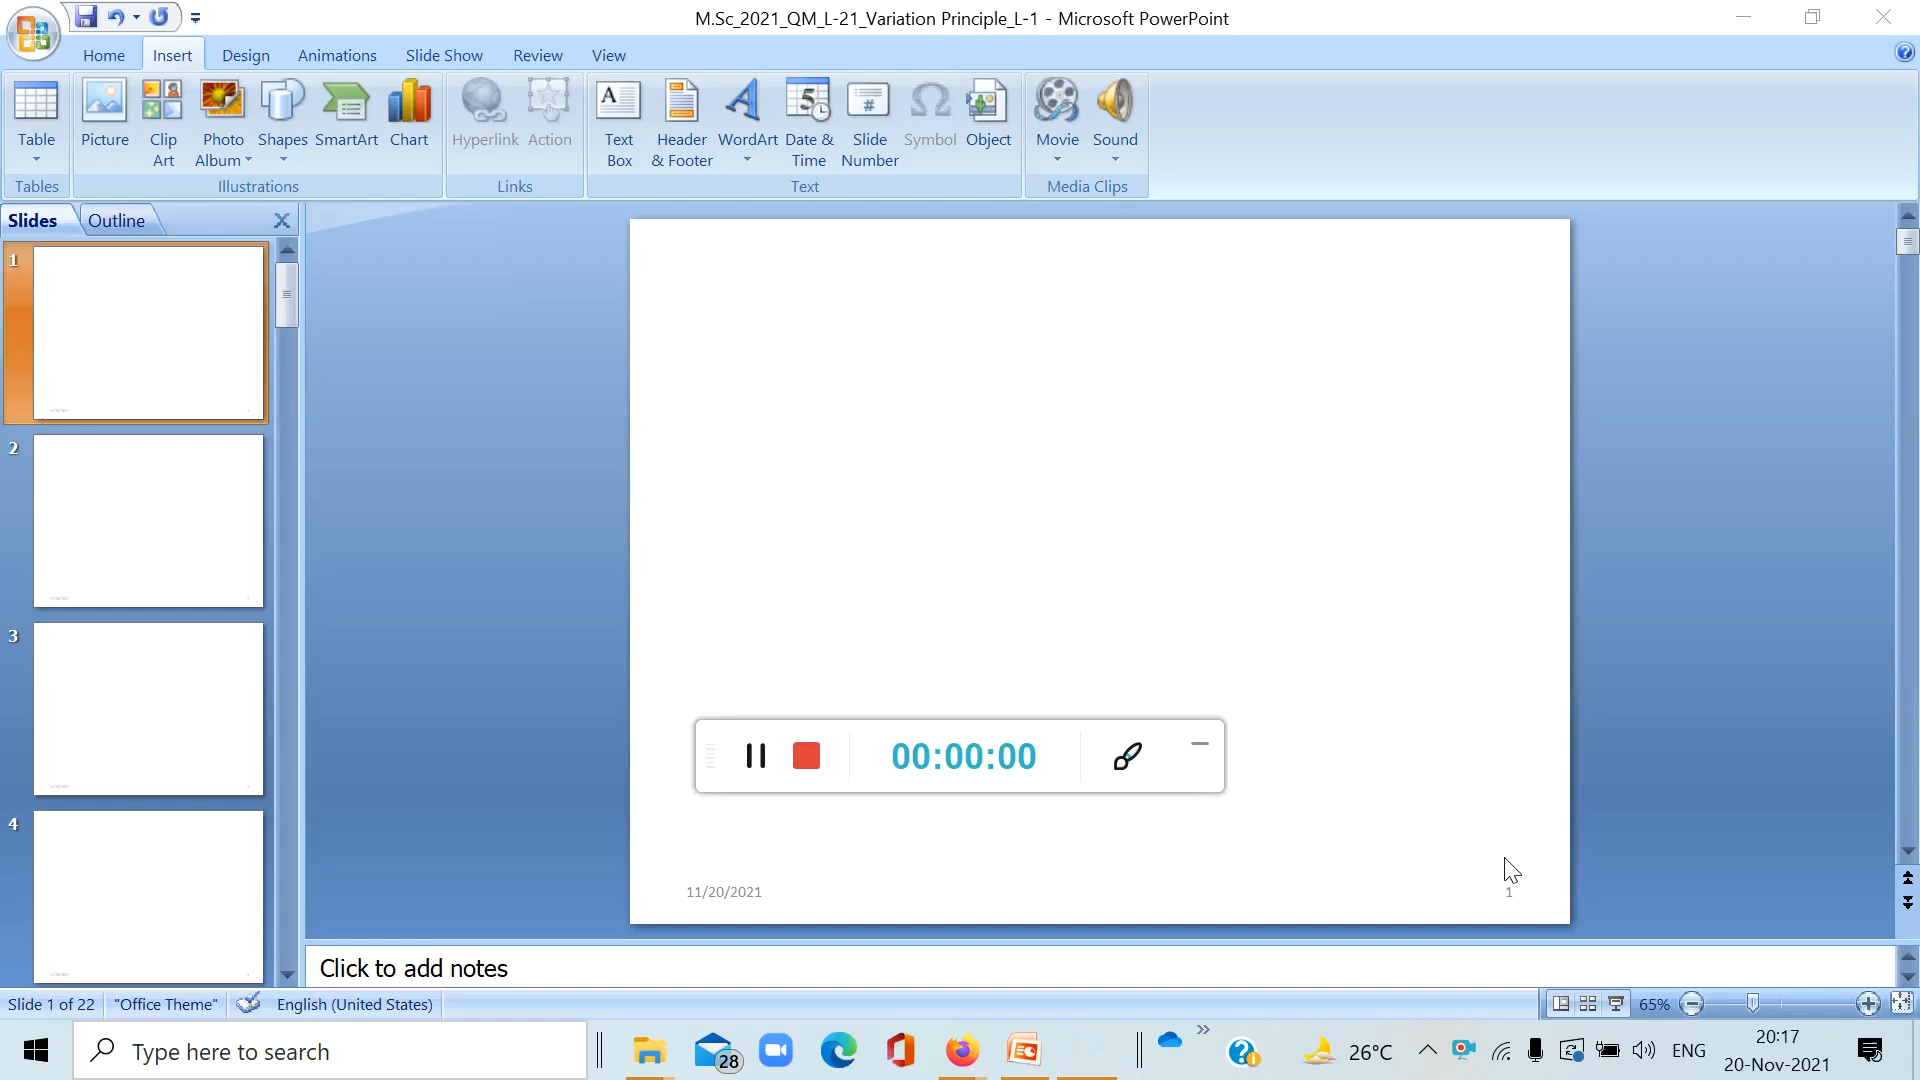 M.Sc_2021_QM_L-21_Variation Principle_L-1 - Microsoft PowerPoint
Home Insert Design Animations Slide Show Review View
Table Picture Clip Art Photo Album Shapes SmartArt Chart Hyperlink Action Text Box Header & Footer WordArt Date & Time Slide Number Symbol Object Movie Sound
Tables Illustrations Links Text Media Clips
Slides Outline
1
2
3
4
00:00:00
11/20/2021 1
Click to add notes
Slide 1 of 22 "Office Theme" English (United States) 65%
Type here to search 28 26°C ENG 20:17
20-Nov-2021